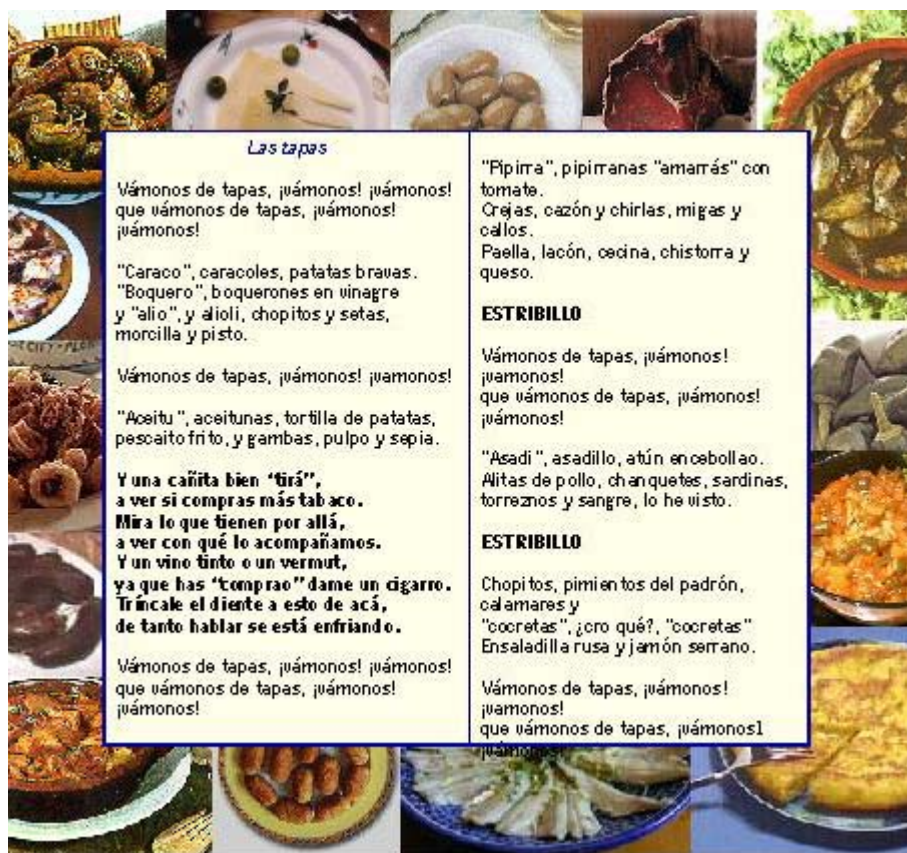 Las tapas
Vámonos de tapas, ¡vámonos! ¡vámonos!
que vámonos de tapas, ¡vámonos!
¡vámonos!
"Caraco", caracoles, patatas bravas.
"Boquero", boquerones en vinagre
y "alio", y alioli, chopitos y setas,
morcilla y pisto.
Vámonos de tapas, ¡vámonos! ¡vamonos!
"Aceitu", aceitunas, tortilla de patatas,
pescaito frito, y gambas, pulpo y sepia.
Y una cañita bien "tirá",
a ver si compras más tabaco.
Mira lo que tienen por allá,
a ver con qué lo acompañamos.
Y un vino tinto o un vermut,
ya que has "comprao" dame un cigarro.
Tríncale el diente a esto de acá,
de tanto hablar se está enfriando.
Vámonos de tapas, ¡vámonos! ¡vámonos!
que vámonos de tapas, ¡vámonos!
¡vámonos!
"Pipirra", pipirranas "amarrás" con
tomate.
Orejas, cazón y chirlas, migas y
callos.
Paella, lacón, cecina, chistorra y
queso.
ESTRIBILLO
Vámonos de tapas, ¡vámonos!
¡vamonos!
que vámonos de tapas, ¡vámonos!
¡vámonos!
"Asadi", asadillo, atún encebollao.
Alitas de pollo, chanquetes, sardinas,
torreznos y sangre, lo he visto.
ESTRIBILLO
Chopitos, pimientos del padrón,
calamares y
"cocretas", ¿cro qué?, "cocretas"
Ensaladilla rusa y jamón serrano.
Vámonos de tapas, ¡vámonos!
¡vamonos!
que vámonos de tapas, ¡vámonos1
¡vámonos!